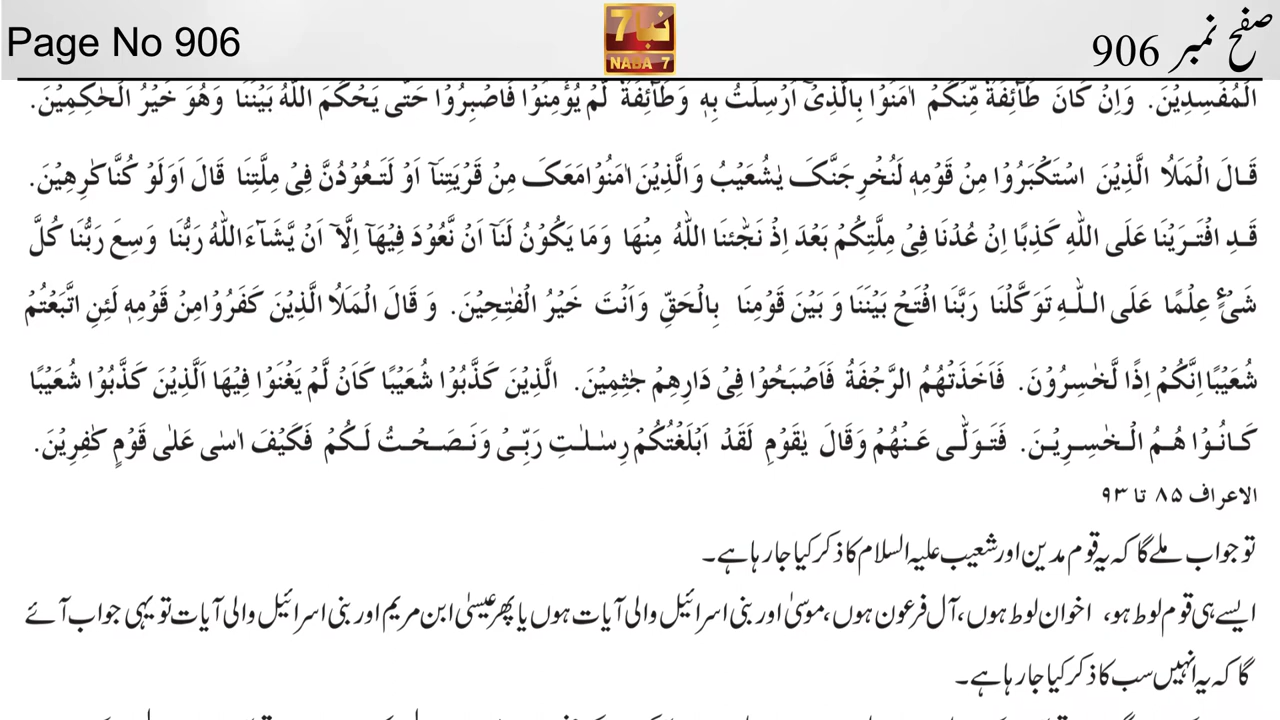 Page No 906
نبا 7
NABA 7
صفح نمبر 906
الۡمُفۡسِدِیۡنَ. وَاِنۡ کَانَ طَآئِفَۃٌ مِّنۡکُمۡ اٰمَنُوۡا بِالَّذِیۡۤ اُرۡسِلۡتُ بِہٖ وَطَآئِفَۃٌ لَّمۡ یُؤۡمِنُوۡا فَاصۡبِرُوۡا حَتّٰی یَحۡکُمَ اللّٰہُ بَیۡنَنَا وَھُوَ خَیۡرُ الۡحٰکِمِیۡنَ.
قَالَ الۡمَلَاُ الَّذِیۡنَ اسۡتَکۡبَرُوۡا مِنۡ قَوۡمِہٖ لَنُخۡرِجَنَّکَ یٰشُعَیۡبُ وَالَّذِیۡنَ اٰمَنُوۡا مَعَکَ مِنۡ قَرۡیَتِنَاۤ اَوۡ لَتَعُوۡدُنَّ فِیۡ مِلَّتِنَا قَالَ اَوَلَوۡ کُنَّا کٰرِھِیۡنَ.
قَدِ افۡتَرَیۡنَا عَلَی اللّٰہِ کَذِبًا اِنۡ عُدۡنَا فِیۡ مِلَّتِکُمۡ بَعۡدَ اِذۡ نَجّٰئنَا اللّٰہُ مِنۡھَا وَمَا یَکُوۡنُ لَنَاۤ اَنۡ نَّعُوۡدَ فِیۡھَاۤ اِلَّاۤ اَنۡ یَّشَآءَ اللّٰہُ رَبُّنَا وَسِعَ رَبُّنَا کُلَّ
شَیۡءٍ عِلۡمًا عَلَی اللّٰہِ تَوَکَّلۡنَا رَبَّنَا افۡتَحۡ بَیۡنَنَا وَ بَیۡنَ قَوۡمِنَا بِالۡحَقِّ وَاَنۡتَ خَیۡرُ الۡفٰتِحِیۡنَ. وَ قَالَ الۡمَلَاُ الَّذِیۡنَ کَفَرُوۡا مِنۡ قَوۡمِہٖ لَئِنِ اتَّبَعۡتُمۡ
شُعَیۡبًا اِنَّکُمۡ اِذًا لَّخٰسِرُوۡنَ. فَاَخَذَتۡھُمُ الرَّجۡفَۃُ فَاَصۡبَحُوۡا فِیۡ دَارِھِمۡ جٰثِمِیۡنَ. الَّذِیۡنَ کَذَّبُوۡا شُعَیۡبًا کَاَنۡ لَّمۡ یَغۡنَوۡا فِیۡھَا اَلَّذِیۡنَ کَذَّبُوۡا شُعَیۡبًا
کَانُوۡا ھُمُ الۡخٰسِرِیۡنَ. فَتَوَلّٰی عَنۡھُمۡ وَقَالَ یٰقَوۡمِ لَقَدۡ اَبۡلَغۡتُکُمۡ رِسٰلٰتِ رَبِّیۡ وَنَصَحۡتُ لَکُمۡ فَکَیۡفَ اٰسٰی عَلٰی قَوۡمٍ کٰفِرِیۡنَ.
الاعراف ۸۵ تا ۹۳
تو جواب ملے گا کہ یہ قوم مدین اور شعیب علیہ السلام کا ذکر کیا جا رہا ہے۔
ایسے ہی قوم لوط ہو، اخوان لوط ہوں، آل فرعون ہوں، موسیٰ اور بنی اسرائیل والی آیات ہوں یا پھر عیسیٰ ابن مریم اور بنی اسرائیل والی آیات تو یہی جواب آئے
گا کہ یہ انہیں سب کا ذکر کیا جا رہا ہے۔